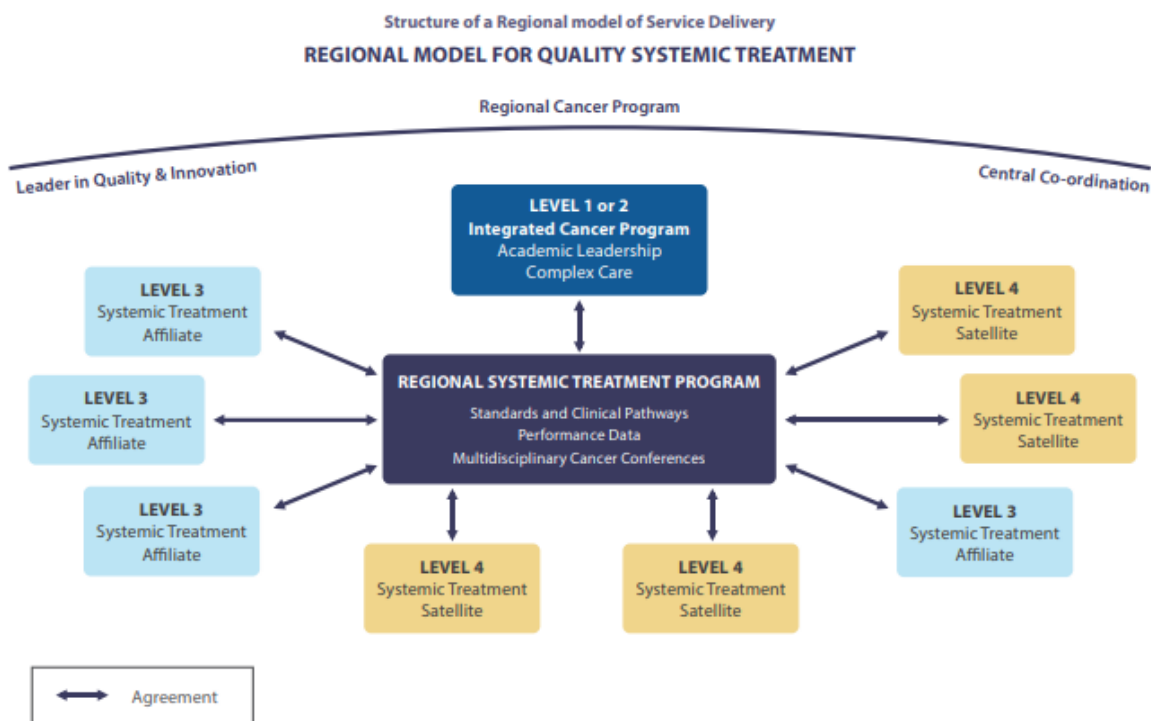 Structure of a Regional model of Service Delivery
REGIONAL MODEL FOR QUALITY SYSTEMIC TREATMENT
Regional Cancer Program
Leader in Quality & Innovation
Central Co-ordination
LEVEL 1 or 2
Integrated Cancer Program
Academic Leadership
Complex Care
LEVEL 3
Systemic Treatment
Affiliate
LEVEL 4
Systemic Treatment
Satellite
REGIONAL SYSTEMIC TREATMENT PROGRAM
Standards and Clinical Pathways
Performance Data
Multidisciplinary Cancer Conferences
LEVEL 3
Systemic Treatment
Affiliate
LEVEL 4
Systemic Treatment
Satellite
LEVEL 3
Systemic Treatment
Affiliate
LEVEL 3
Systemic Treatment
Affiliate
LEVEL 4
Systemic Treatment
Satellite
LEVEL 4
Systemic Treatment
Satellite
Agreement